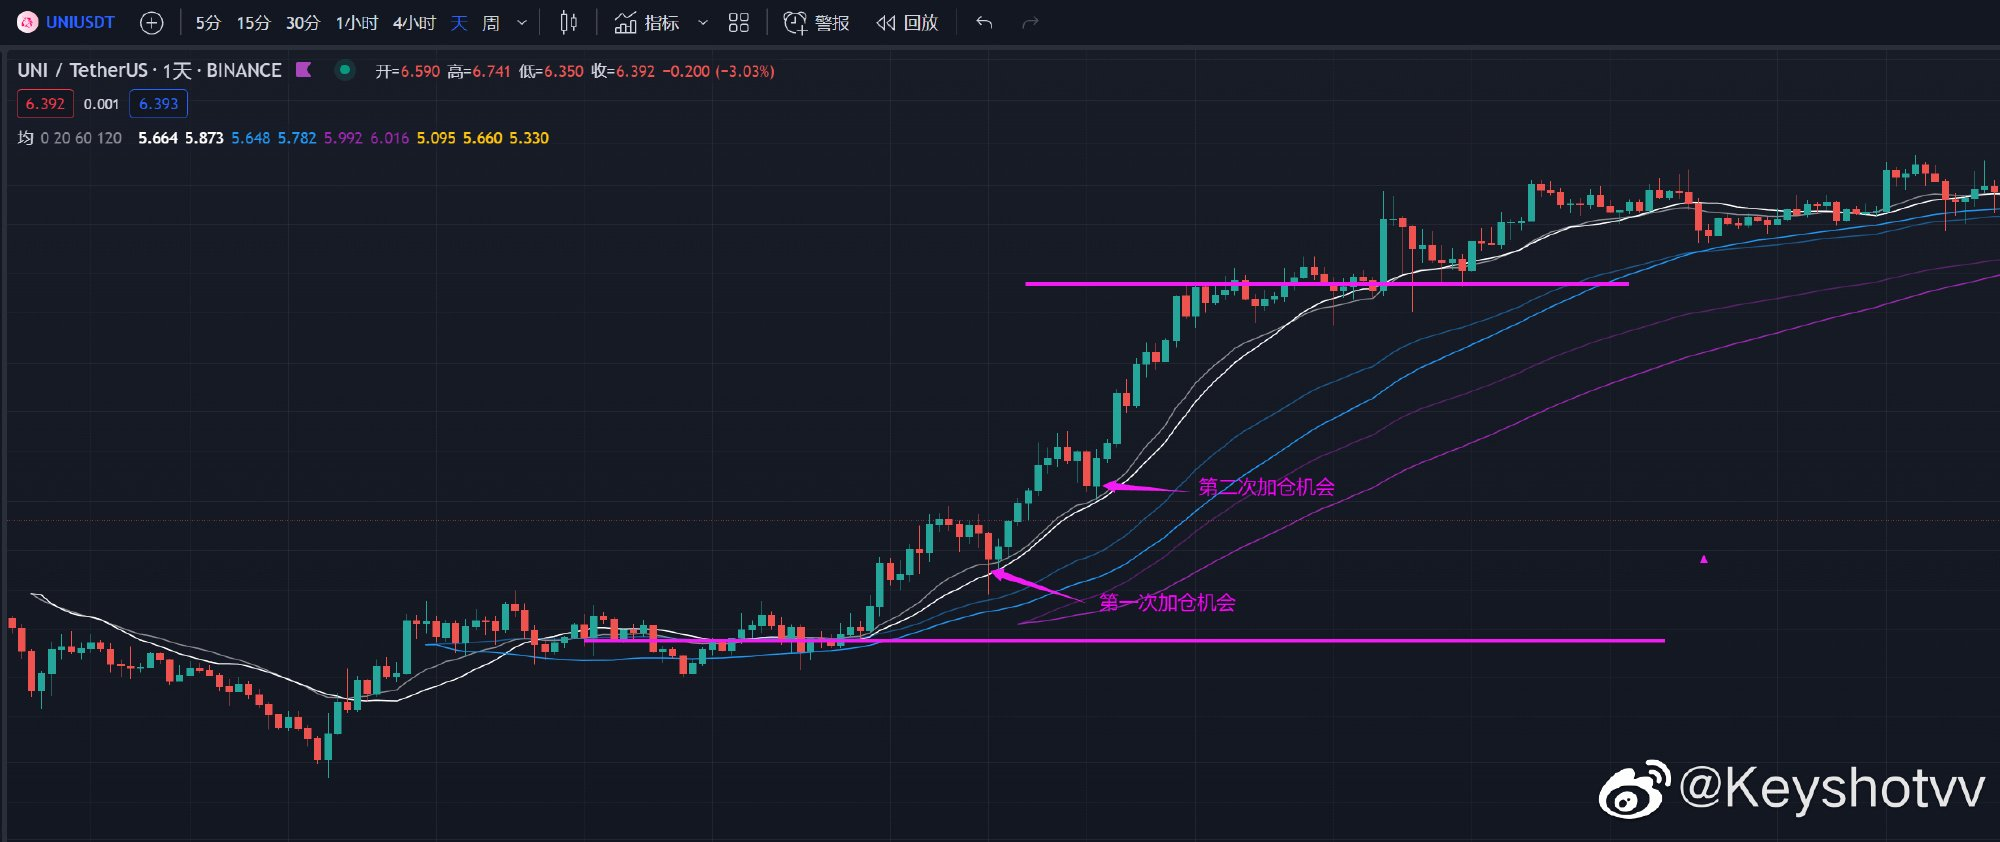 UNIUSDT 5分 15分 30分 1小时 4小时 天 周 指标 警报 回放
UNI / TetherUS · 1天 · BINANCE 开=6.590 高=6.741 低=6.350 收=6.392 −0.200 (−3.03%)
6.392 0.001 6.393
均 0 20 60 120 5.664 5.873 5.648 5.782 5.992 6.016 5.095 5.660 5.330
第二次加仓机会
第一次加仓机会
@Keyshotvv